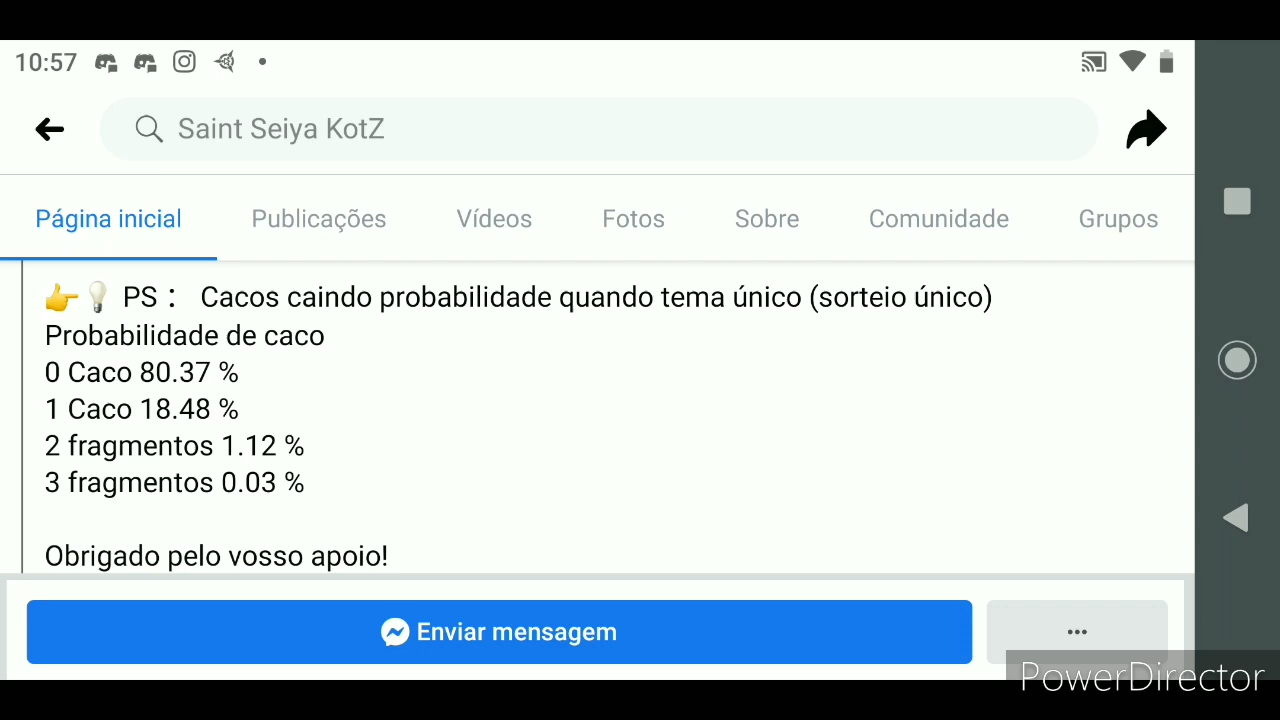 10:57
Saint Seiya KotZ
Página inicial Publicações Vídeos Fotos Sobre Comunidade Grupos
👉💡 PS： Cacos caindo probabilidade quando tema único (sorteio único)
Probabilidade de caco
0 Caco 80.37 %
1 Caco 18.48 %
2 fragmentos 1.12 %
3 fragmentos 0.03 %
Obrigado pelo vosso apoio!
Enviar mensagem ...
PowerDirector